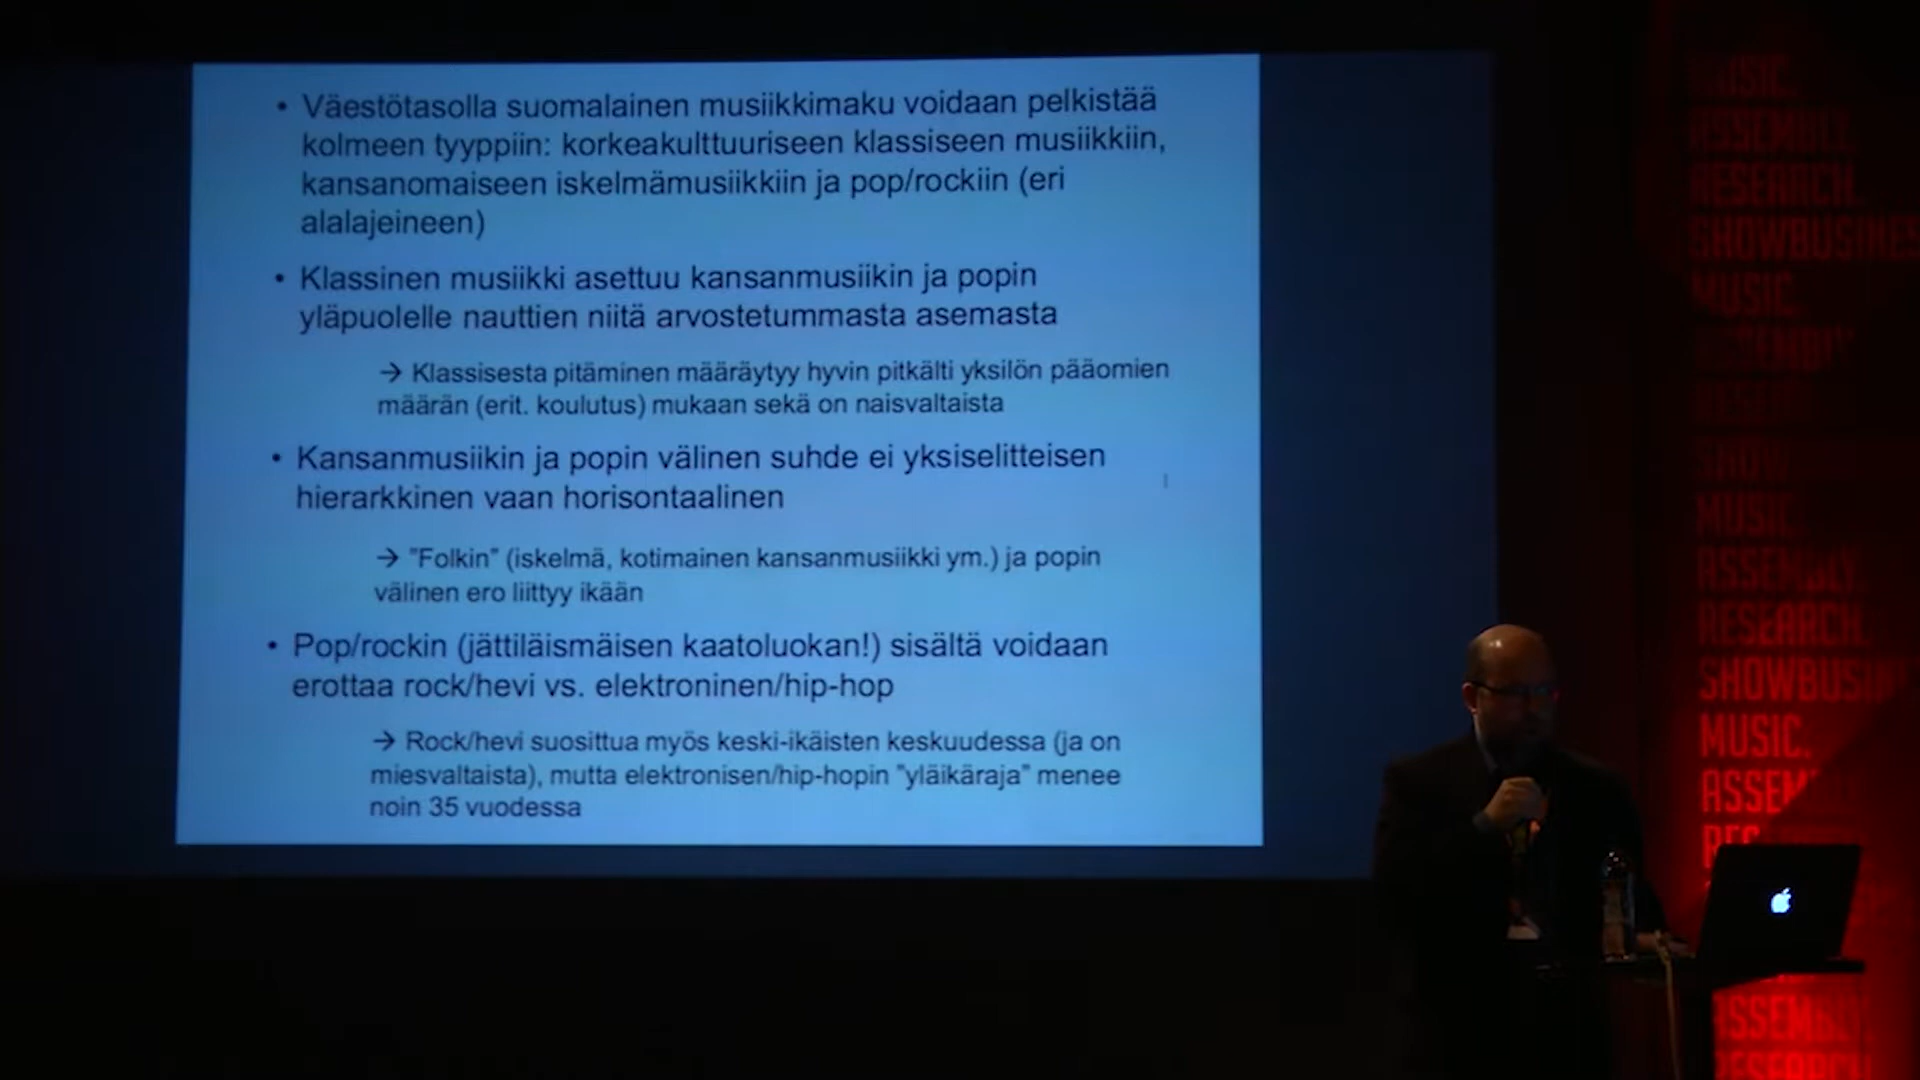 • Väestötasolla suomalainen musiikkimaku voidaan pelkistää
kolmeen tyyppiin: korkeakulttuuriseen klassiseen musiikkiin,
kansanomaiseen iskelmämusiikkiin ja pop/rockiin (eri
alalajeineen)
• Klassinen musiikki asettuu kansanmusiikin ja popin
yläpuolelle nauttien niitä arvostetummasta asemasta
→ Klassisesta pitäminen määräytyy hyvin pitkälti yksilön pääomien
määrän (erit. koulutus) mukaan sekä on naisvaltaista
• Kansanmusiikin ja popin välinen suhde ei yksiselitteisen
hierarkkinen vaan horisontaalinen
→ "Folkin" (iskelmä, kotimainen kansanmusiikki ym.) ja popin
välinen ero liittyy ikään
• Pop/rockin (jättiläismäisen kaatoluokan!) sisältä voidaan
erottaa rock/hevi vs. elektroninen/hip-hop
→ Rock/hevi suosittua myös keski-ikäisten keskuudessa (ja on
miesvaltaista), mutta elektronisen/hip-hopin "yläikäraja" menee
noin 35 vuodessa
MUSIC.
ASSEMBLY.
RESEARCH.
MUSIC.
SHOW
MUSIC.
ASSEMBLY.
RESEARCH.
MUSIC.